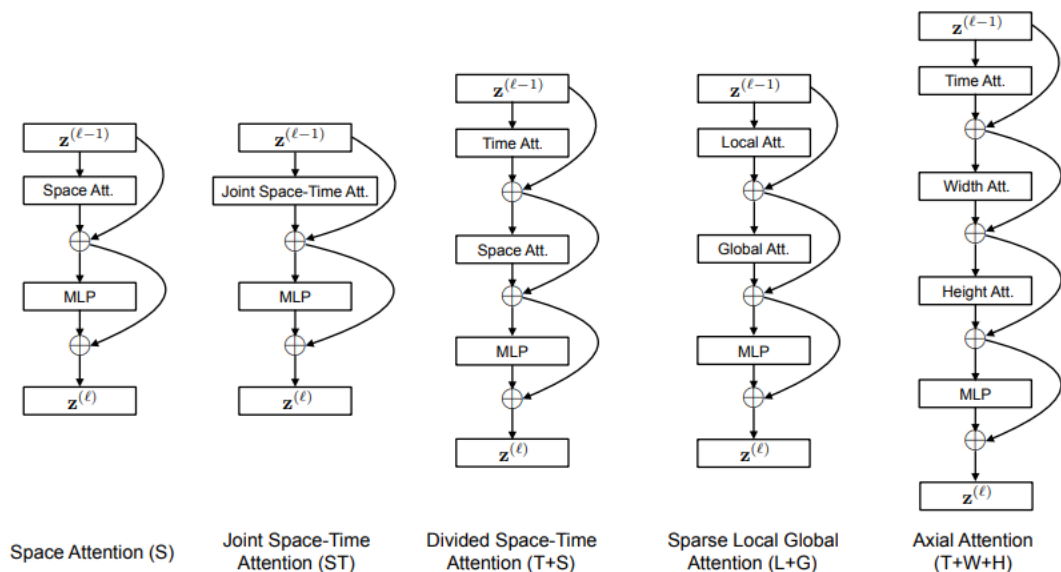 z^(ℓ−1)
Space Att.
MLP
z^(ℓ)
Space Attention (S)
z^(ℓ−1)
Joint Space-Time Att.
MLP
z^(ℓ)
Joint Space-Time
Attention (ST)
z^(ℓ−1)
Time Att.
Space Att.
MLP
z^(ℓ)
Divided Space-Time
Attention (T+S)
z^(ℓ−1)
Local Att.
Global Att.
MLP
z^(ℓ)
Sparse Local Global
Attention (L+G)
z^(ℓ−1)
Time Att.
Width Att.
Height Att.
MLP
z^(ℓ)
Axial Attention
(T+W+H)